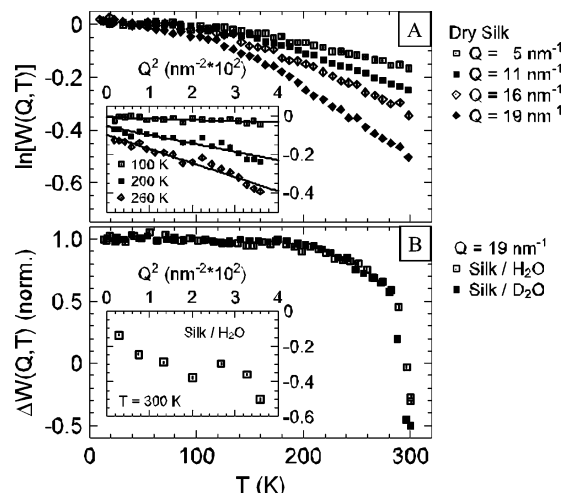 A
Dry Silk
Q = 5 nm⁻¹
Q = 11 nm⁻¹
Q = 16 nm⁻¹
Q = 19 nm⁻¹
ln[W(Q,T)]
0
-0.2
-0.4
-0.6
Q² (nm⁻²*10²)
0 1 2 3 4
0
-0.2
-0.4
100 K
200 K
260 K
B
Q = 19 nm⁻¹
Silk / H₂O
Silk / D₂O
ΔW(Q,T) (norm.)
1.0
0.5
0
-0.5
Q² (nm⁻²*10²)
0 1 2 3 4
Silk / H₂O
T = 300 K
0
-0.2
-0.4
-0.6
0 100 200 300
T (K)